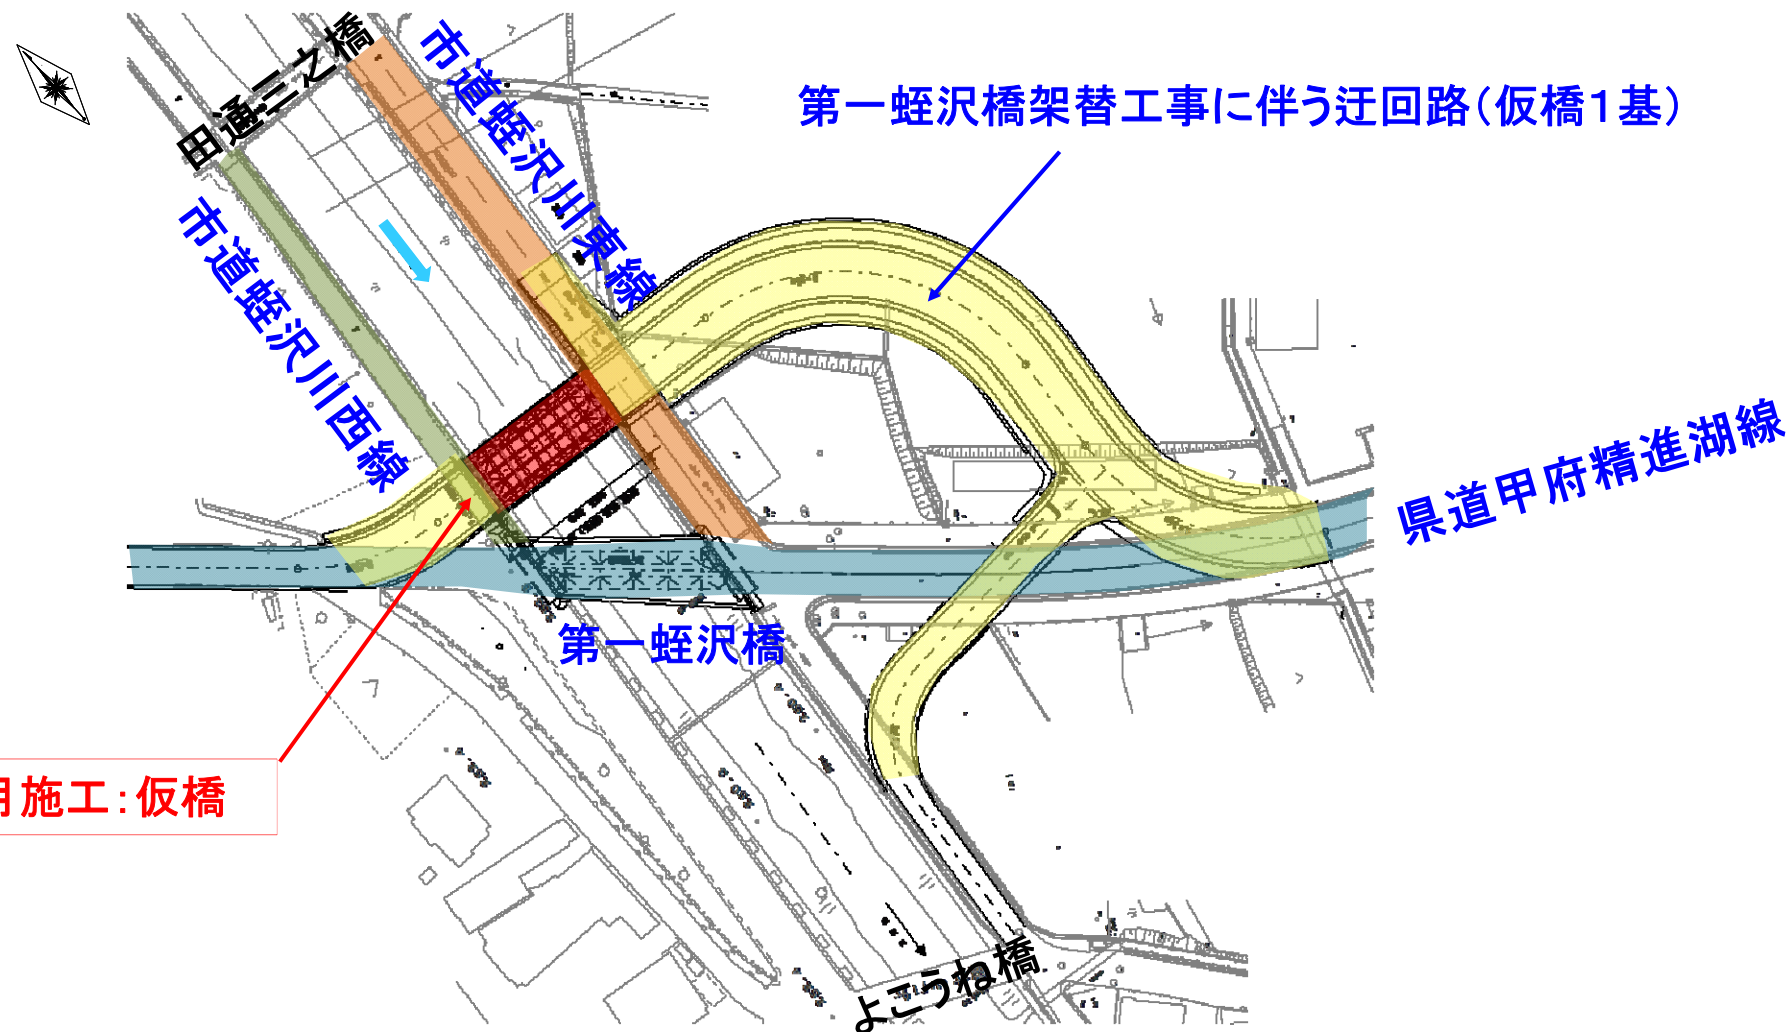 田通三之橋
市道蛭沢川東線
第一蛭沢橋架替工事に伴う迂回路(仮橋1基)
市道蛭沢川西線
県道甲府精進湖線
第一蛭沢橋
月施工:仮橋
よこうね橋